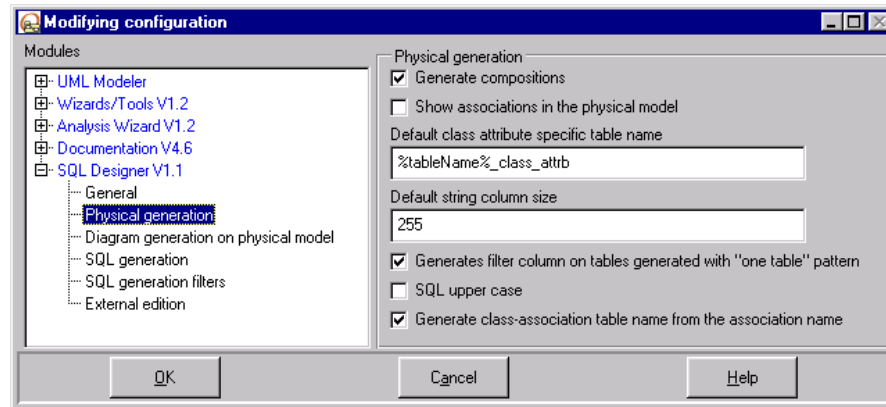 Modifying configuration
Modules
UML Modeler
Wizards/Tools V1.2
Analysis Wizard V1.2
Documentation V4.6
SQL Designer V1.1
General
Physical generation
Diagram generation on physical model
SQL generation
SQL generation filters
External edition
Physical generation
Generate compositions
Show associations in the physical model
Default class attribute specific table name
%tableName%_class_attrb
Default string column size
255
Generates filter column on tables generated with "one table" pattern
SQL upper case
Generate class-association table name from the association name
OK
Cancel
Help